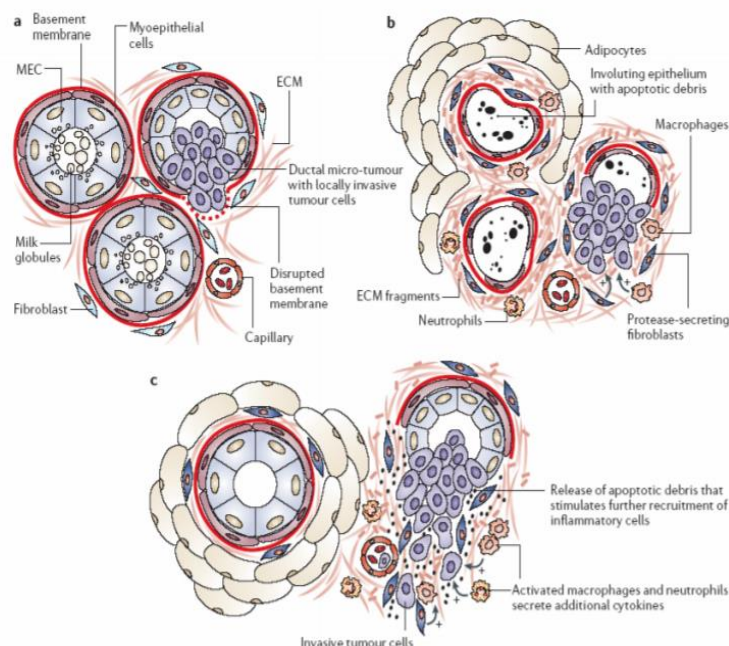 a
Basement
membrane
Myoepithelial
cells
MEC
ECM
Ductal micro-tumour
with locally invasive
tumour cells
Milk
globules
Disrupted
basement
membrane
Fibroblast
Capillary
b
Adipocytes
Involuting epithelium
with apoptotic debris
Macrophages
ECM fragments
Neutrophils
Protease-secreting
fibroblasts
+
+
c
Release of apoptotic debris that
stimulates further recruitment of
inflammatory cells
Activated macrophages and neutrophils
secrete additional cytokines
+
+
Invasive tumour cells